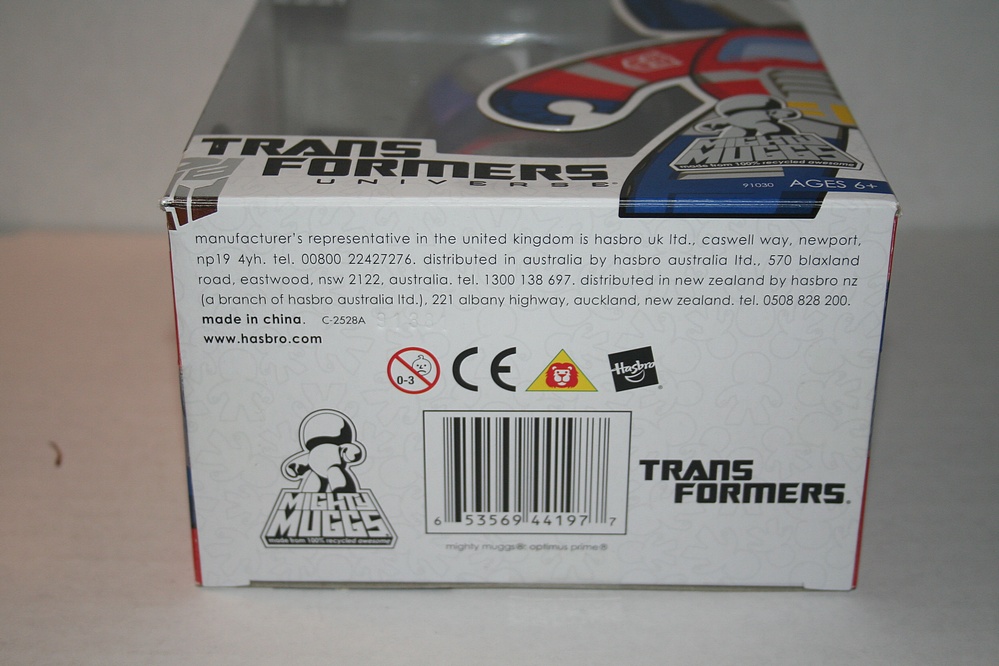 TRANS
FORMERS
UNIVERSE
MIGHTY
MUGGS
made from 100% recycled awesome
91030 AGES 6+
manufacturer's representative in the united kingdom is hasbro uk ltd., caswell way, newport,
np19 4yh. tel. 00800 22427276. distributed in australia by hasbro australia ltd., 570 blaxland
road, eastwood, nsw 2122, australia. tel. 1300 138 697. distributed in new zealand by hasbro nz
(a branch of hasbro australia ltd.), 221 albany highway, auckland, new zealand. tel. 0508 828 200.
made in china. C-2528A
www.hasbro.com
0-3
CE
Hasbro
MIGHTY
MUGGS
made from 100% recycled awesome
6 53569 44197 7
mighty muggs®: optimus prime®
TRANS
FORMERS®